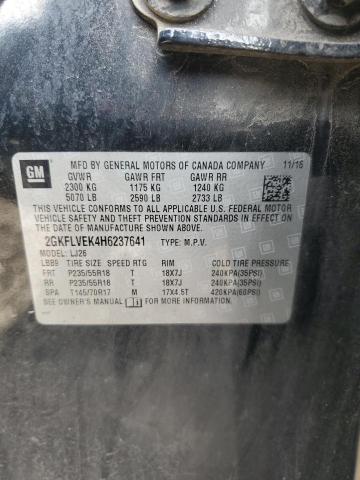 GM
MFD BY GENERAL MOTORS OF CANADA COMPANY 11/16
GVWR GAWR FRT GAWR RR
2300 KG 1175 KG 1240 KG
5070 LB 2590 LB 2733 LB
THIS VEHICLE CONFORMS TO ALL APPLICABLE U.S. FEDERAL MOTOR
VEHICLE SAFETY AND THEFT PREVENTION STANDARDS IN EFFECT ON
THE DATE OF MANUFACTURE SHOWN ABOVE.
2GKFLVEK4H6237641 TYPE: M.P.V.
MODEL: LJ26
LBB9 TIRE SIZE SPEED RTG RIM COLD TIRE PRESSURE
FRT P235/55R18 T 18X7J 240KPA(35PSI)
RR P235/55R18 T 18X7J 240KPA(35PSI)
SPA T145/70R17 M 17X4.5T 420KPA(60PSI)
SEE OWNER'S MANUAL FOR MORE INFORMATION.